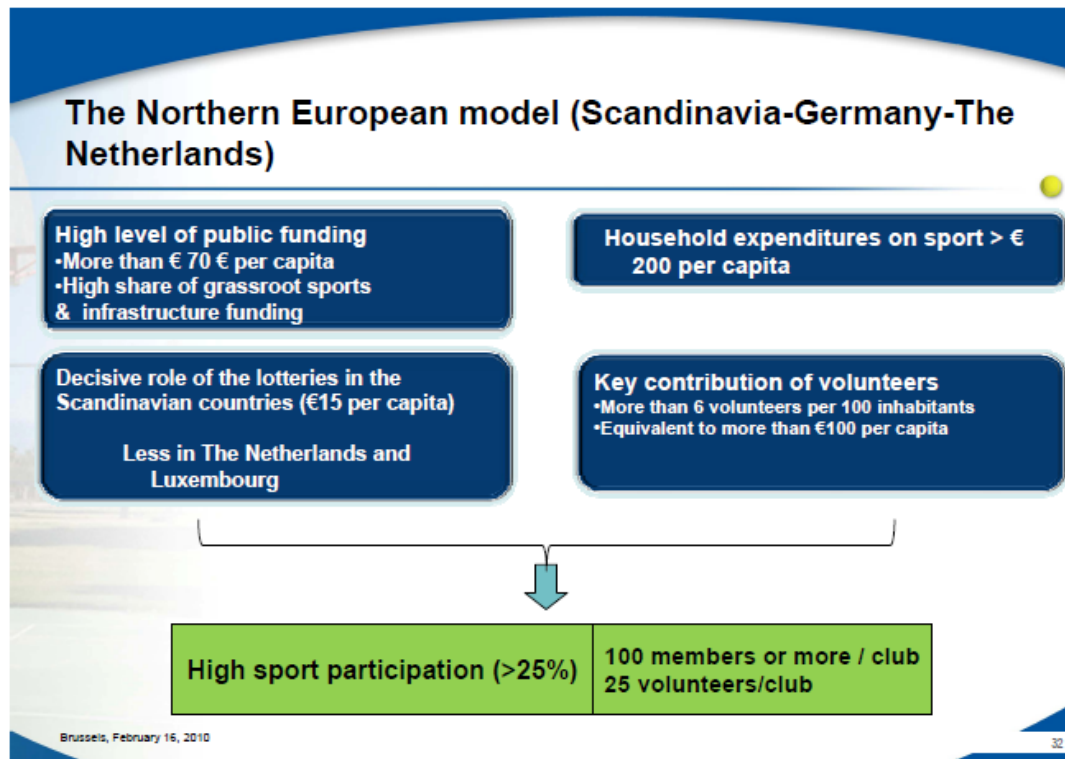 The Northern European model (Scandinavia-Germany-The
Netherlands)
High level of public funding
•More than € 70 € per capita
•High share of grassroot sports
& infrastructure funding
Household expenditures on sport > €
200 per capita
Decisive role of the lotteries in the
Scandinavian countries (€15 per capita)
Less in The Netherlands and
Luxembourg
Key contribution of volunteers
•More than 6 volunteers per 100 inhabitants
•Equivalent to more than €100 per capita
High sport participation (>25%)
100 members or more / club
25 volunteers/club
Brussels, February 16, 2010
32